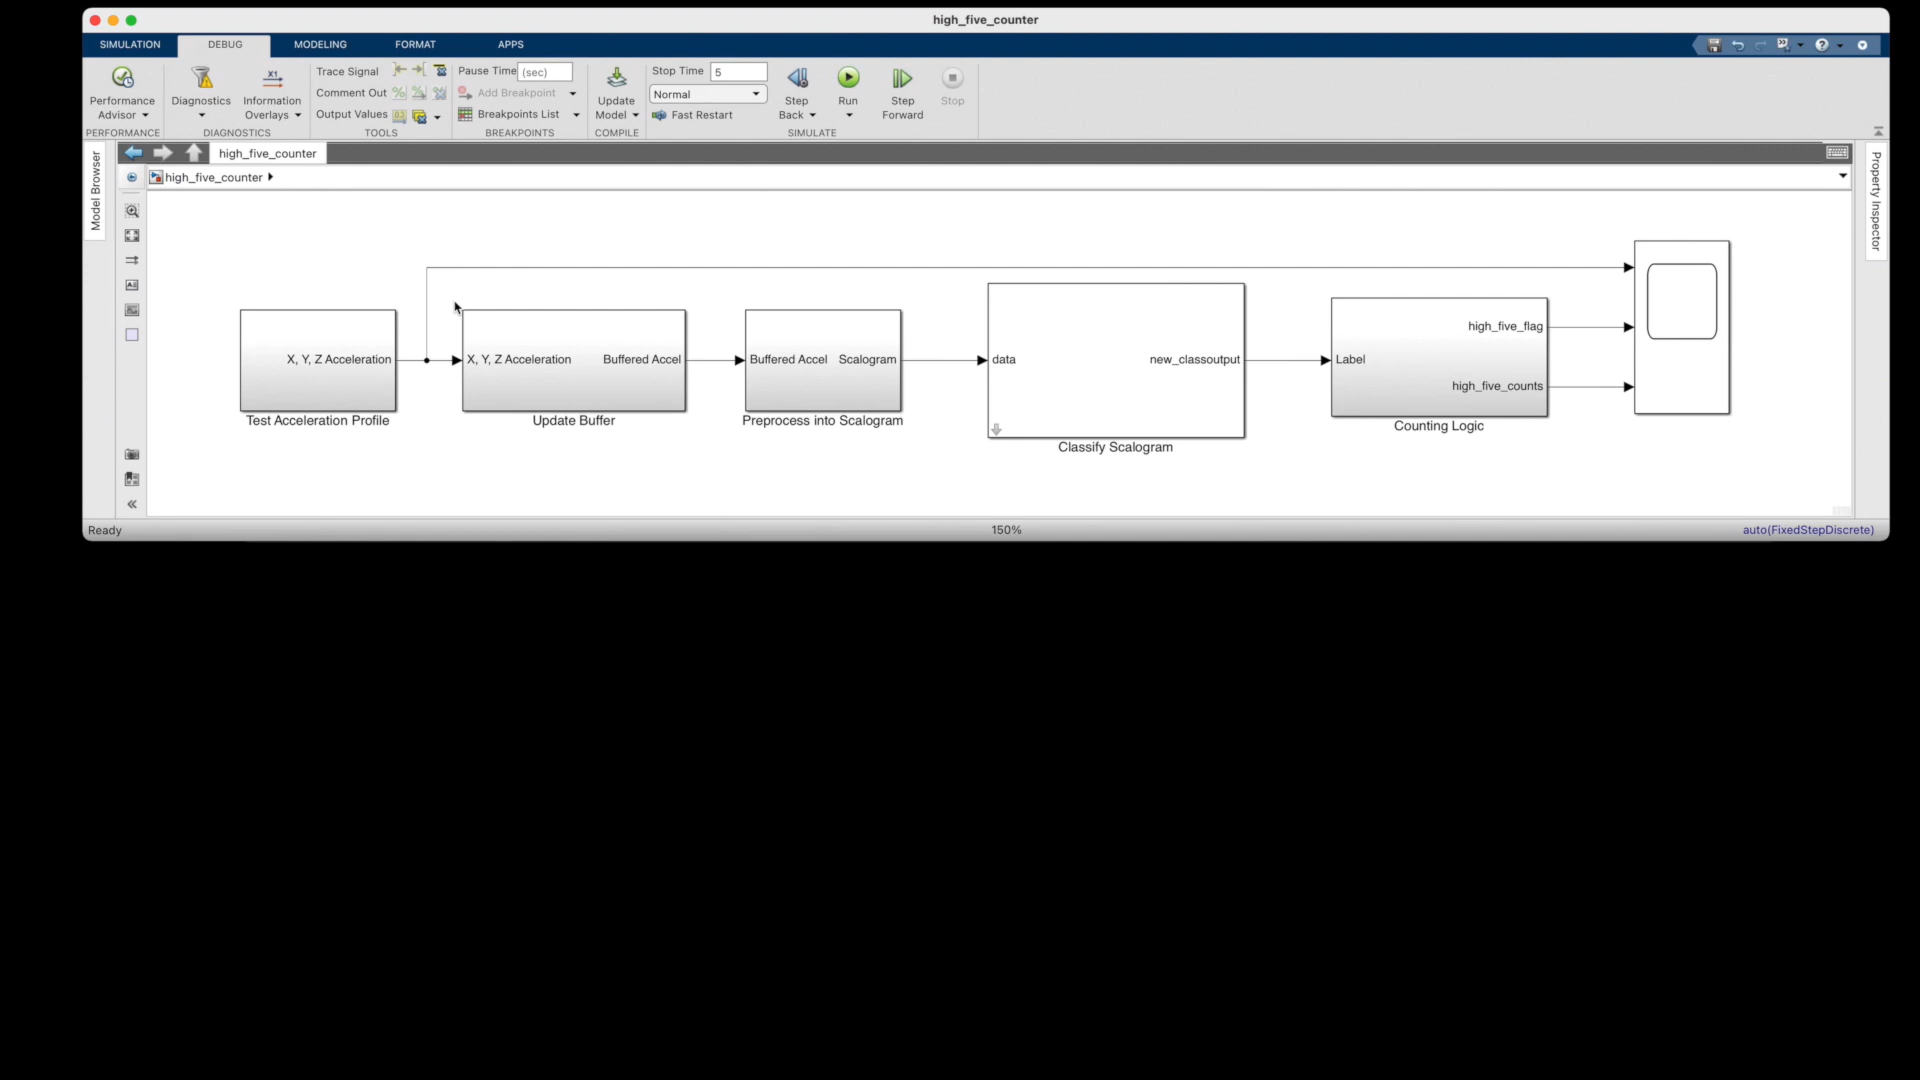 high_five_counter
SIMULATION DEBUG MODELING FORMAT APPS
Performance Advisor
PERFORMANCE
Diagnostics
Information Overlays
DIAGNOSTICS
Trace Signal
Comment Out
Output Values
TOOLS
Pause Time (sec)
Add Breakpoint
Breakpoints List
BREAKPOINTS
Update Model
COMPILE
Stop Time 5
Normal
Fast Restart
Step Back
Run
Step Forward
Stop
SIMULATE
Model Browser
high_five_counter
high_five_counter
Property Inspector
X, Y, Z Acceleration
Test Acceleration Profile
X, Y, Z Acceleration Buffered Accel
Update Buffer
Buffered Accel Scalogram
Preprocess into Scalogram
data new_classoutput
Classify Scalogram
high_five_flag
Label
high_five_counts
Counting Logic
Ready 150% auto(FixedStepDiscrete)